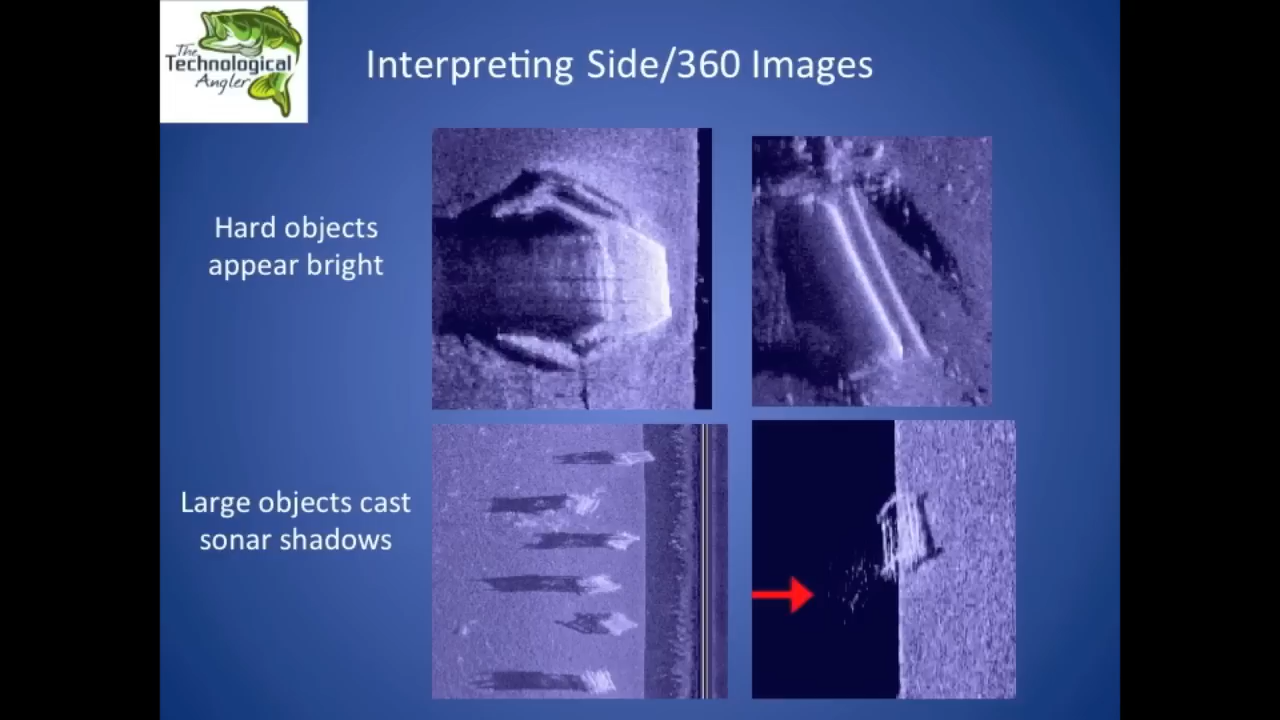 The
Technological
Angler
Interpreting Side/360 Images
Hard objects
appear bright
Large objects cast
sonar shadows